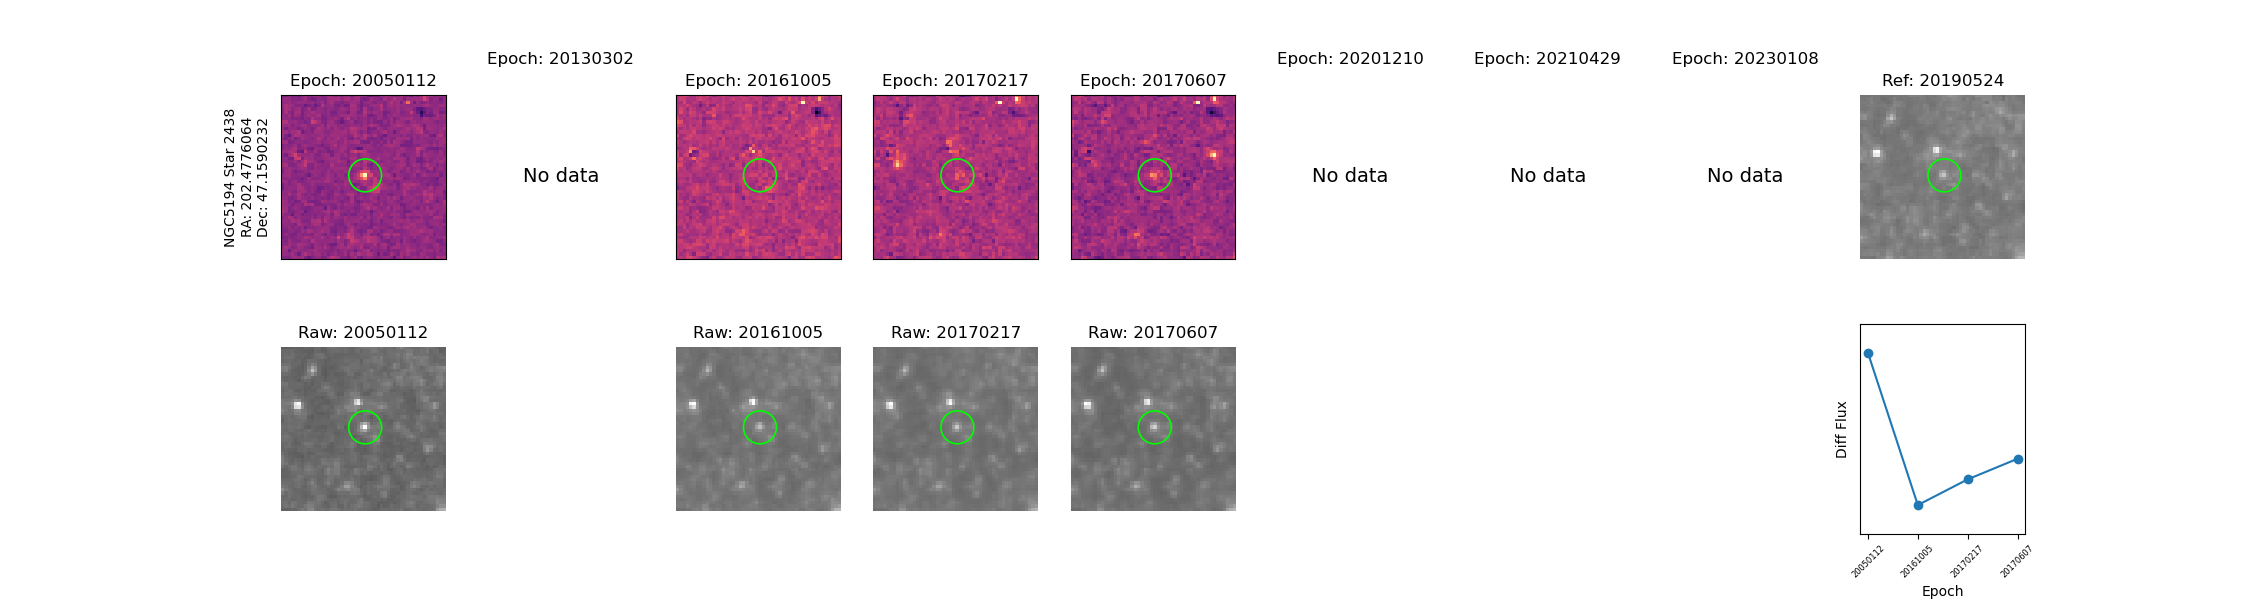 Epoch: 20050112
Epoch: 20130302
Epoch: 20161005
Epoch: 20170217
Epoch: 20170607
Epoch: 20201210
Epoch: 20210429
Epoch: 20230108
Ref: 20190524
NGC5194 Star 2438
RA: 202.4776064
Dec: 47.1590232
No data
No data
No data
No data
Raw: 20050112
Raw: 20161005
Raw: 20170217
Raw: 20170607
Diff Flux
20050112
20161005
20170217
20170607
Epoch